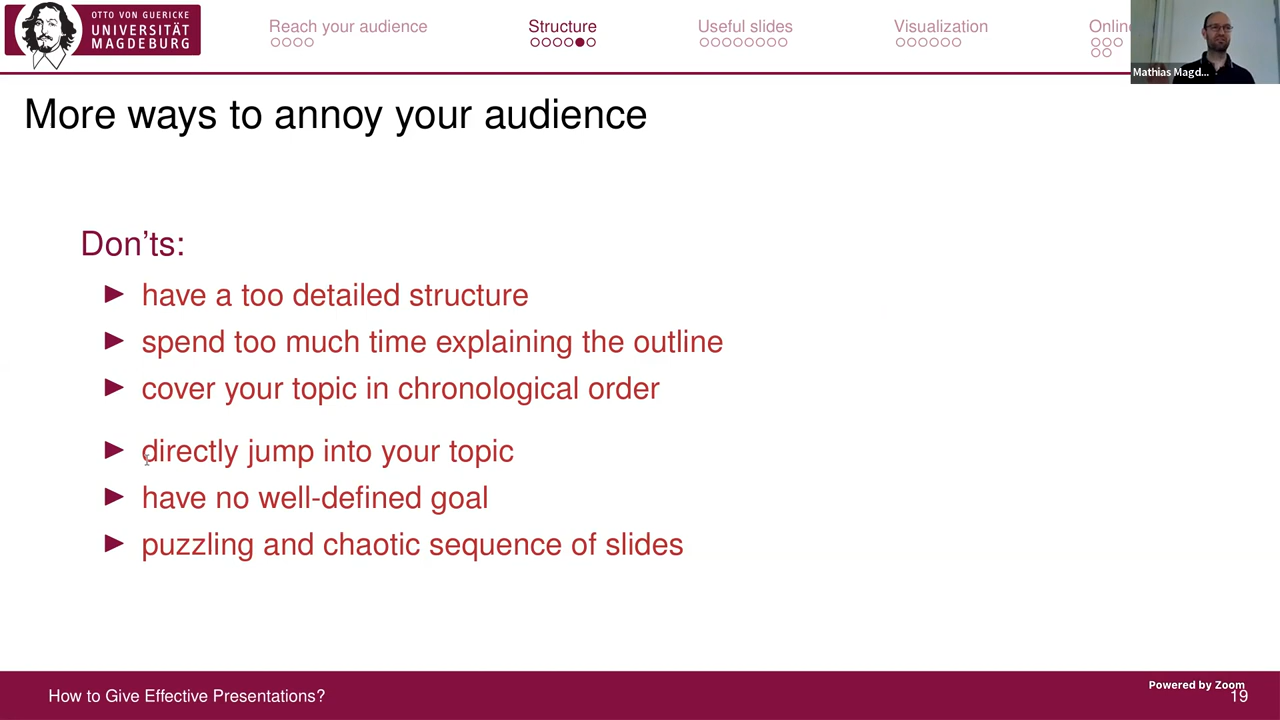 OTTO VON GUERICKE
UNIVERSITÄT
MAGDEBURG
Reach your audience
Structure
Useful slides
Visualization
Mathias Magd...
More ways to annoy your audience
Don'ts:
have a too detailed structure
spend too much time explaining the outline
cover your topic in chronological order
directly jump into your topic
have no well-defined goal
puzzling and chaotic sequence of slides
How to Give Effective Presentations?
Powered by Zoom
19